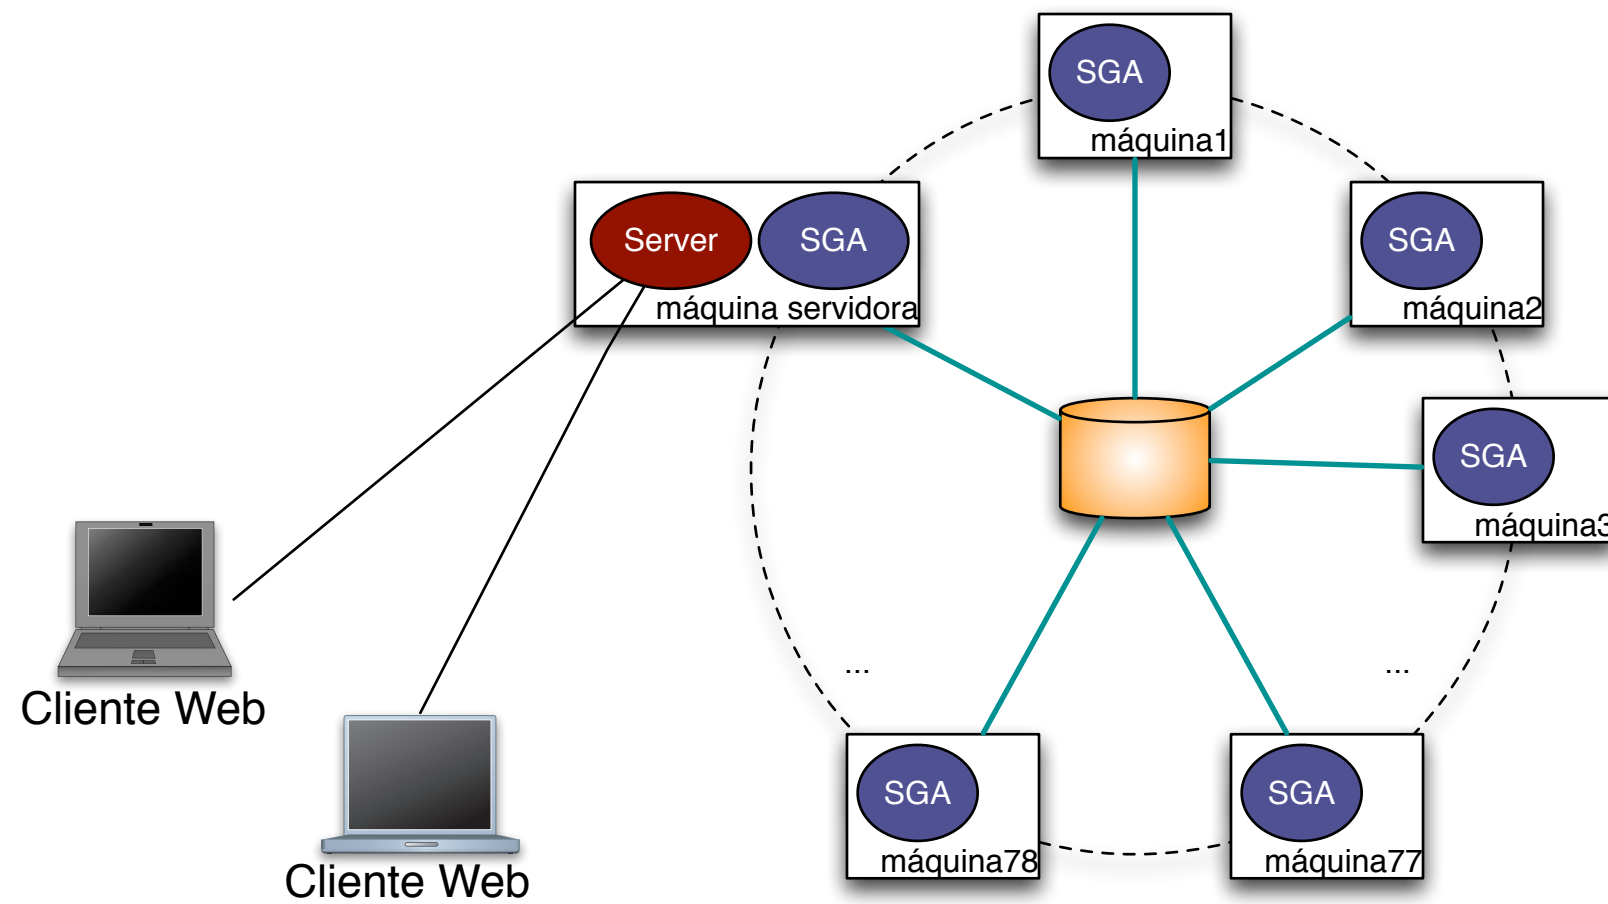 SGA
máquina1
Server
SGA
máquina servidora
SGA
máquina2
SGA
máquina3
...
...
Cliente Web
SGA
máquina78
SGA
máquina77
Cliente Web